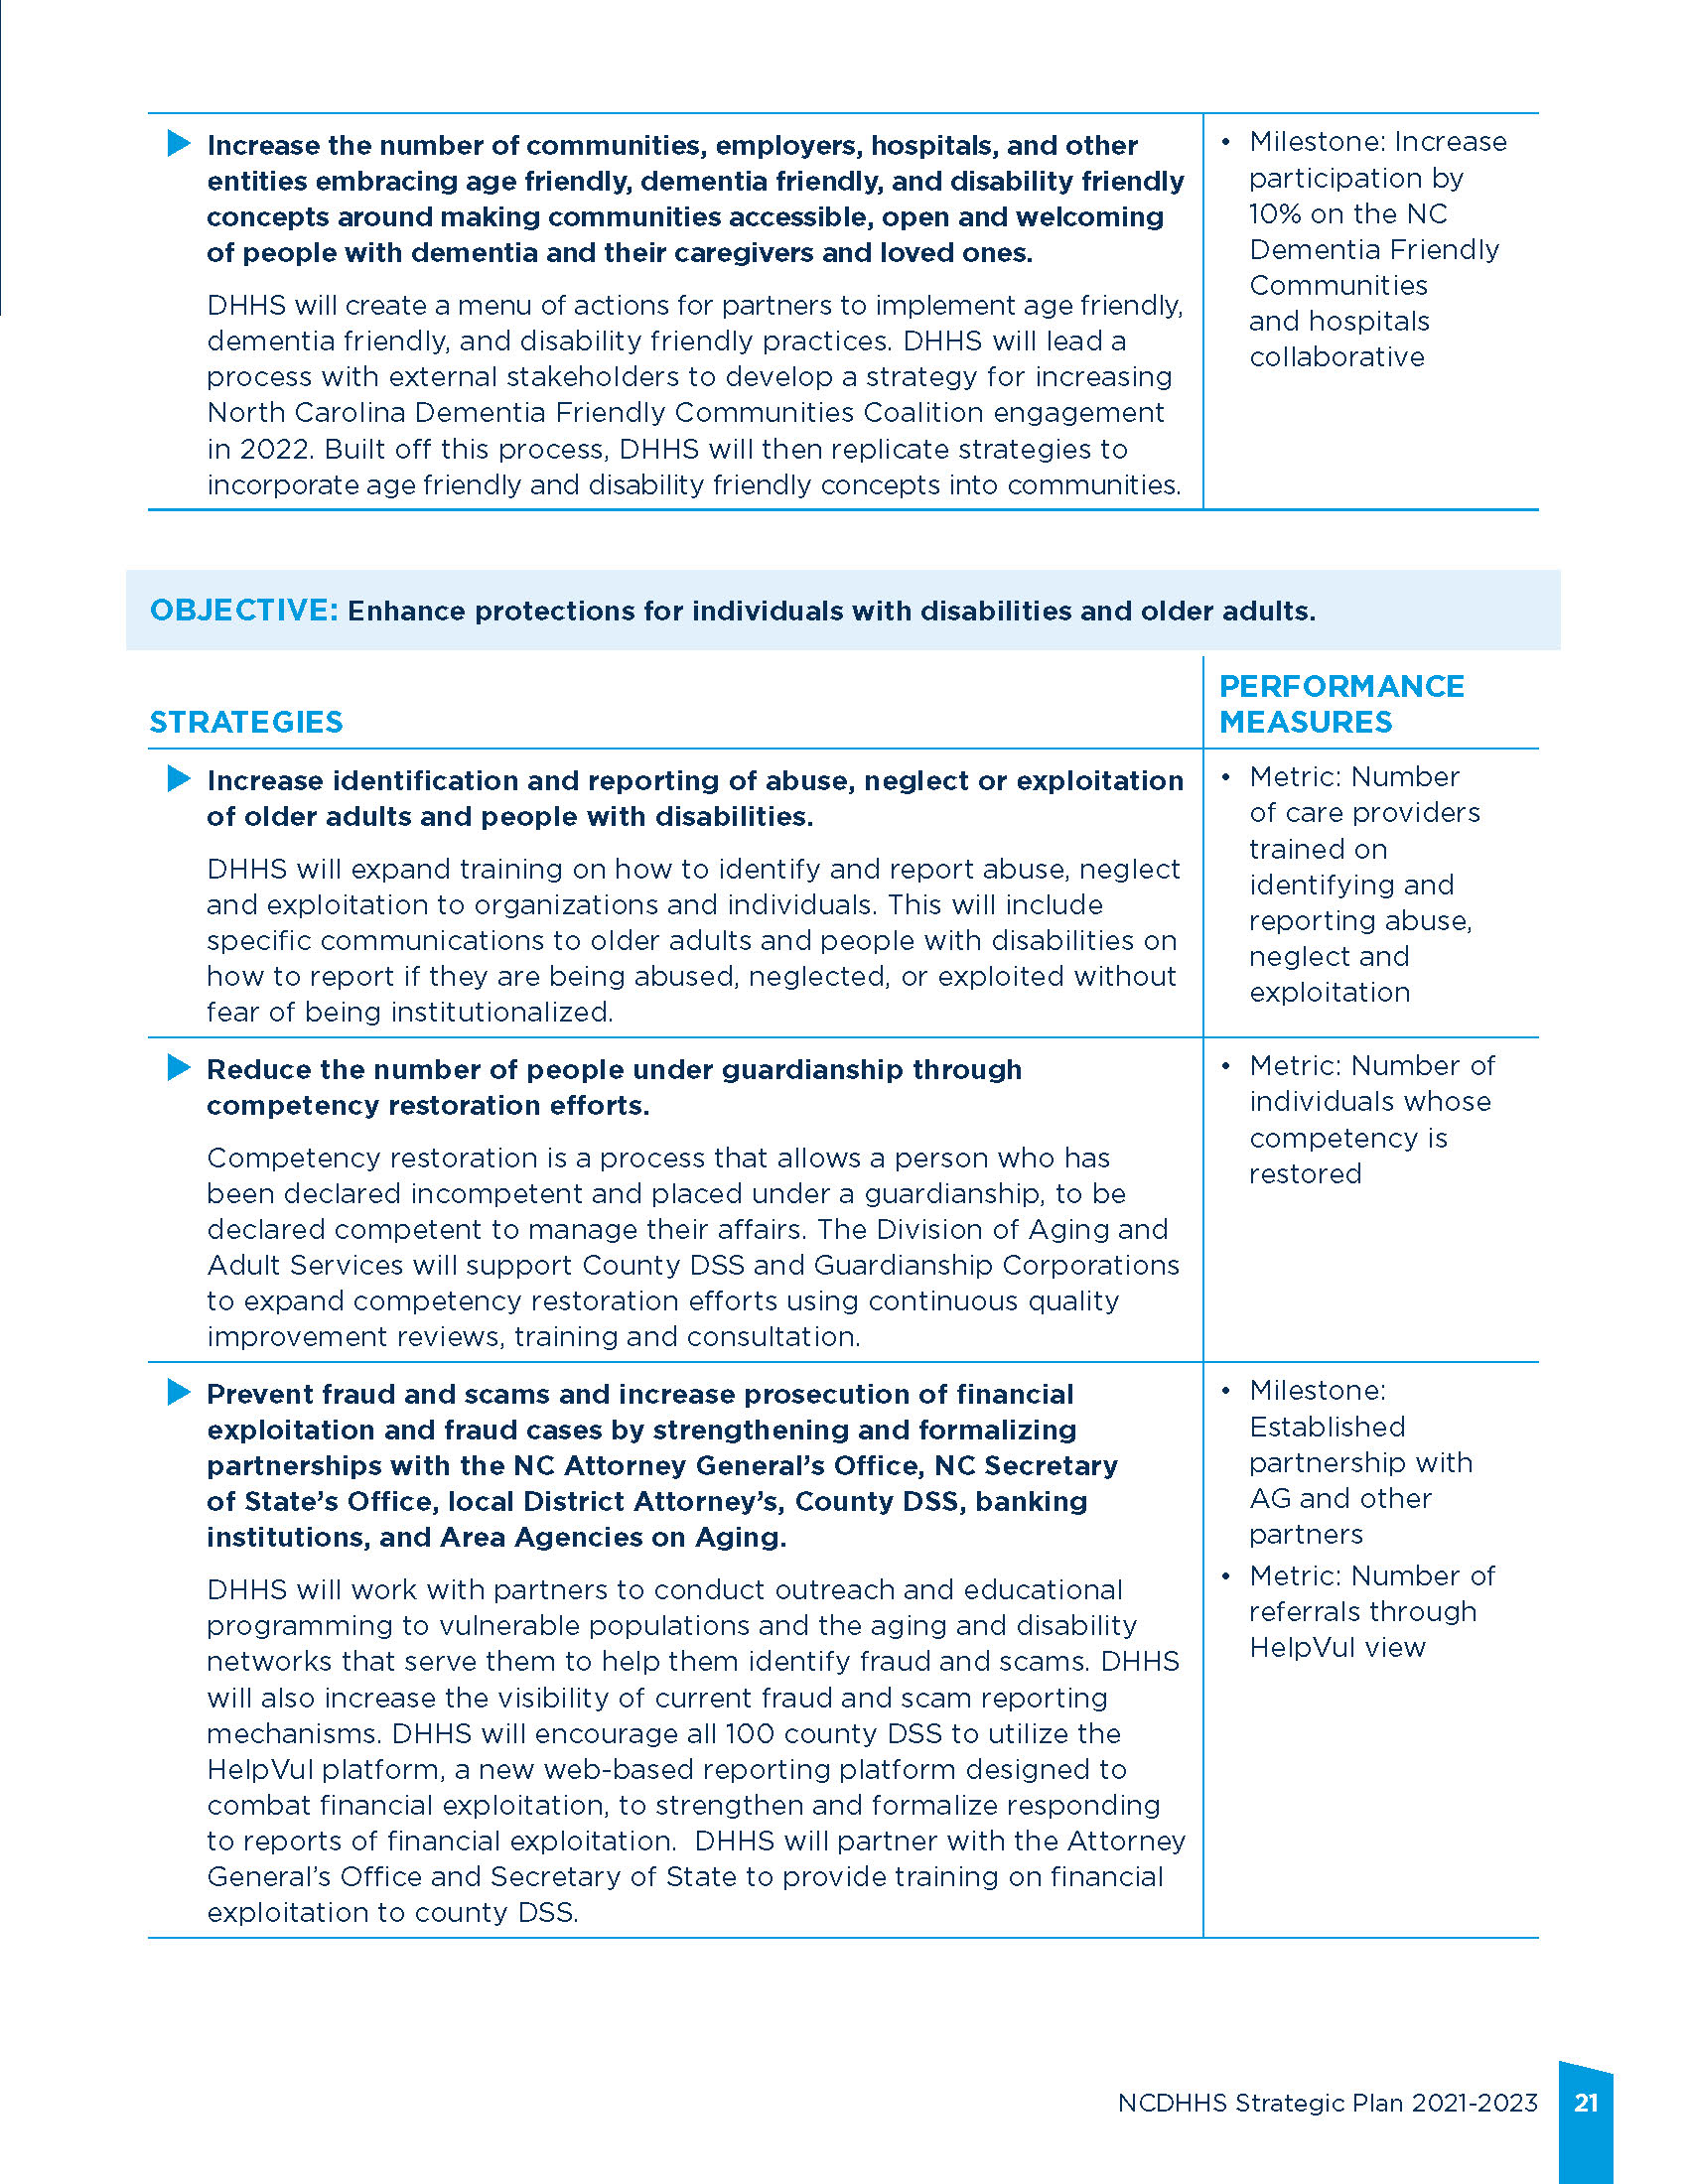 Increase the number of communities, employers, hospitals, and other
entities embracing age friendly, dementia friendly, and disability friendly
concepts around making communities accessible, open and welcoming
of people with dementia and their caregivers and loved ones.
DHHS will create a menu of actions for partners to implement age friendly,
dementia friendly, and disability friendly practices. DHHS will lead a
process with external stakeholders to develop a strategy for increasing
North Carolina Dementia Friendly Communities Coalition engagement
in 2022. Built off this process, DHHS will then replicate strategies to
incorporate age friendly and disability friendly concepts into communities.
• Milestone: Increase
participation by
10% on the NC
Dementia Friendly
Communities
and hospitals
collaborative
OBJECTIVE: Enhance protections for individuals with disabilities and older adults.
STRATEGIES
PERFORMANCE
MEASURES
Increase identification and reporting of abuse, neglect or exploitation
of older adults and people with disabilities.
DHHS will expand training on how to identify and report abuse, neglect
and exploitation to organizations and individuals. This will include
specific communications to older adults and people with disabilities on
how to report if they are being abused, neglected, or exploited without
fear of being institutionalized.
• Metric: Number
of care providers
trained on
identifying and
reporting abuse,
neglect and
exploitation
Reduce the number of people under guardianship through
competency restoration efforts.
Competency restoration is a process that allows a person who has
been declared incompetent and placed under a guardianship, to be
declared competent to manage their affairs. The Division of Aging and
Adult Services will support County DSS and Guardianship Corporations
to expand competency restoration efforts using continuous quality
improvement reviews, training and consultation.
• Metric: Number of
individuals whose
competency is
restored
Prevent fraud and scams and increase prosecution of financial
exploitation and fraud cases by strengthening and formalizing
partnerships with the NC Attorney General’s Office, NC Secretary
of State’s Office, local District Attorney’s, County DSS, banking
institutions, and Area Agencies on Aging.
DHHS will work with partners to conduct outreach and educational
programming to vulnerable populations and the aging and disability
networks that serve them to help them identify fraud and scams. DHHS
will also increase the visibility of current fraud and scam reporting
mechanisms. DHHS will encourage all 100 county DSS to utilize the
HelpVul platform, a new web-based reporting platform designed to
combat financial exploitation, to strengthen and formalize responding
to reports of financial exploitation.  DHHS will partner with the Attorney
General’s Office and Secretary of State to provide training on financial
exploitation to county DSS.
• Milestone:
Established
partnership with
AG and other
partners
• Metric: Number of
referrals through
HelpVul view
NCDHHS Strategic Plan 2021-2023 21